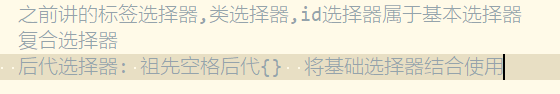 之前讲的标签选择器,类选择器,id选择器属于基本选择器
复合选择器
后代选择器: 祖先空格后代{}  将基础选择器结合使用